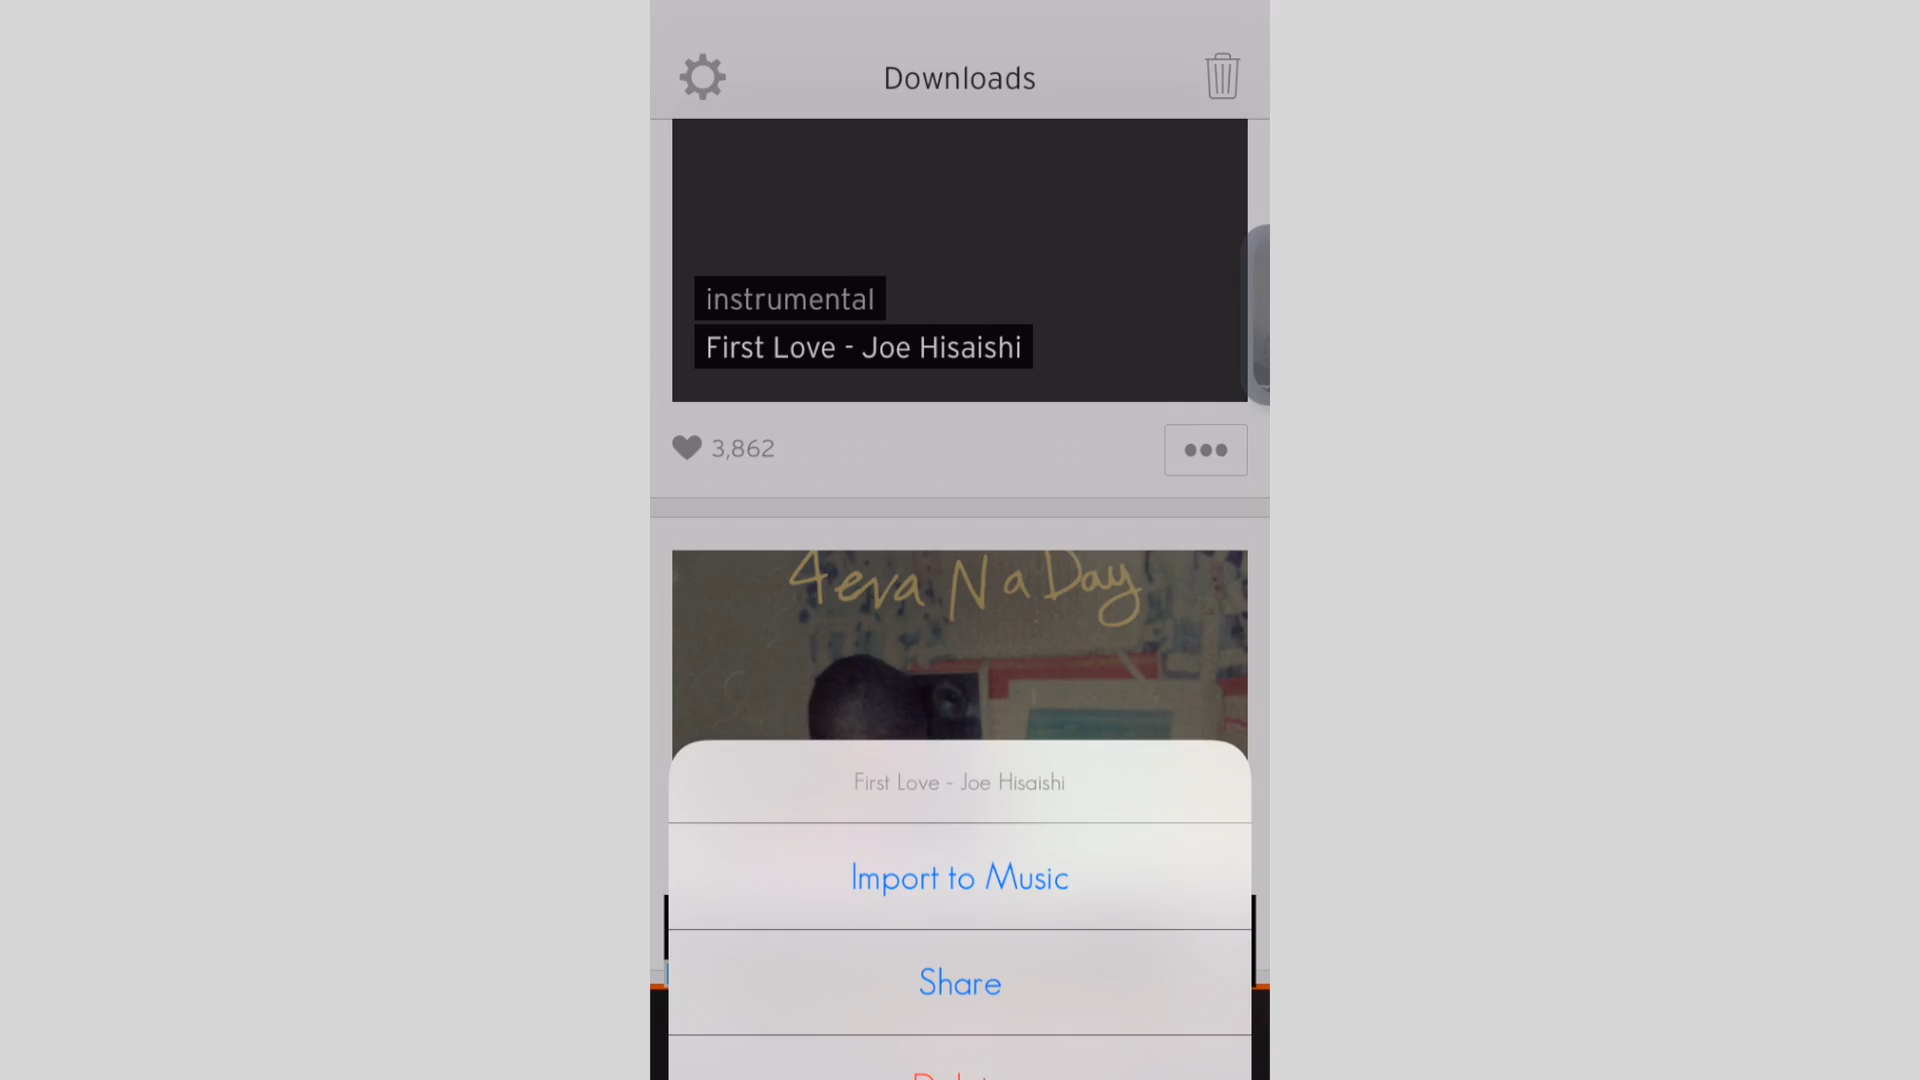 Downloads
instrumental
First Love - Joe Hisaishi
3,862
4eva N a Day
First Love - Joe Hisaishi
Import to Music
Share